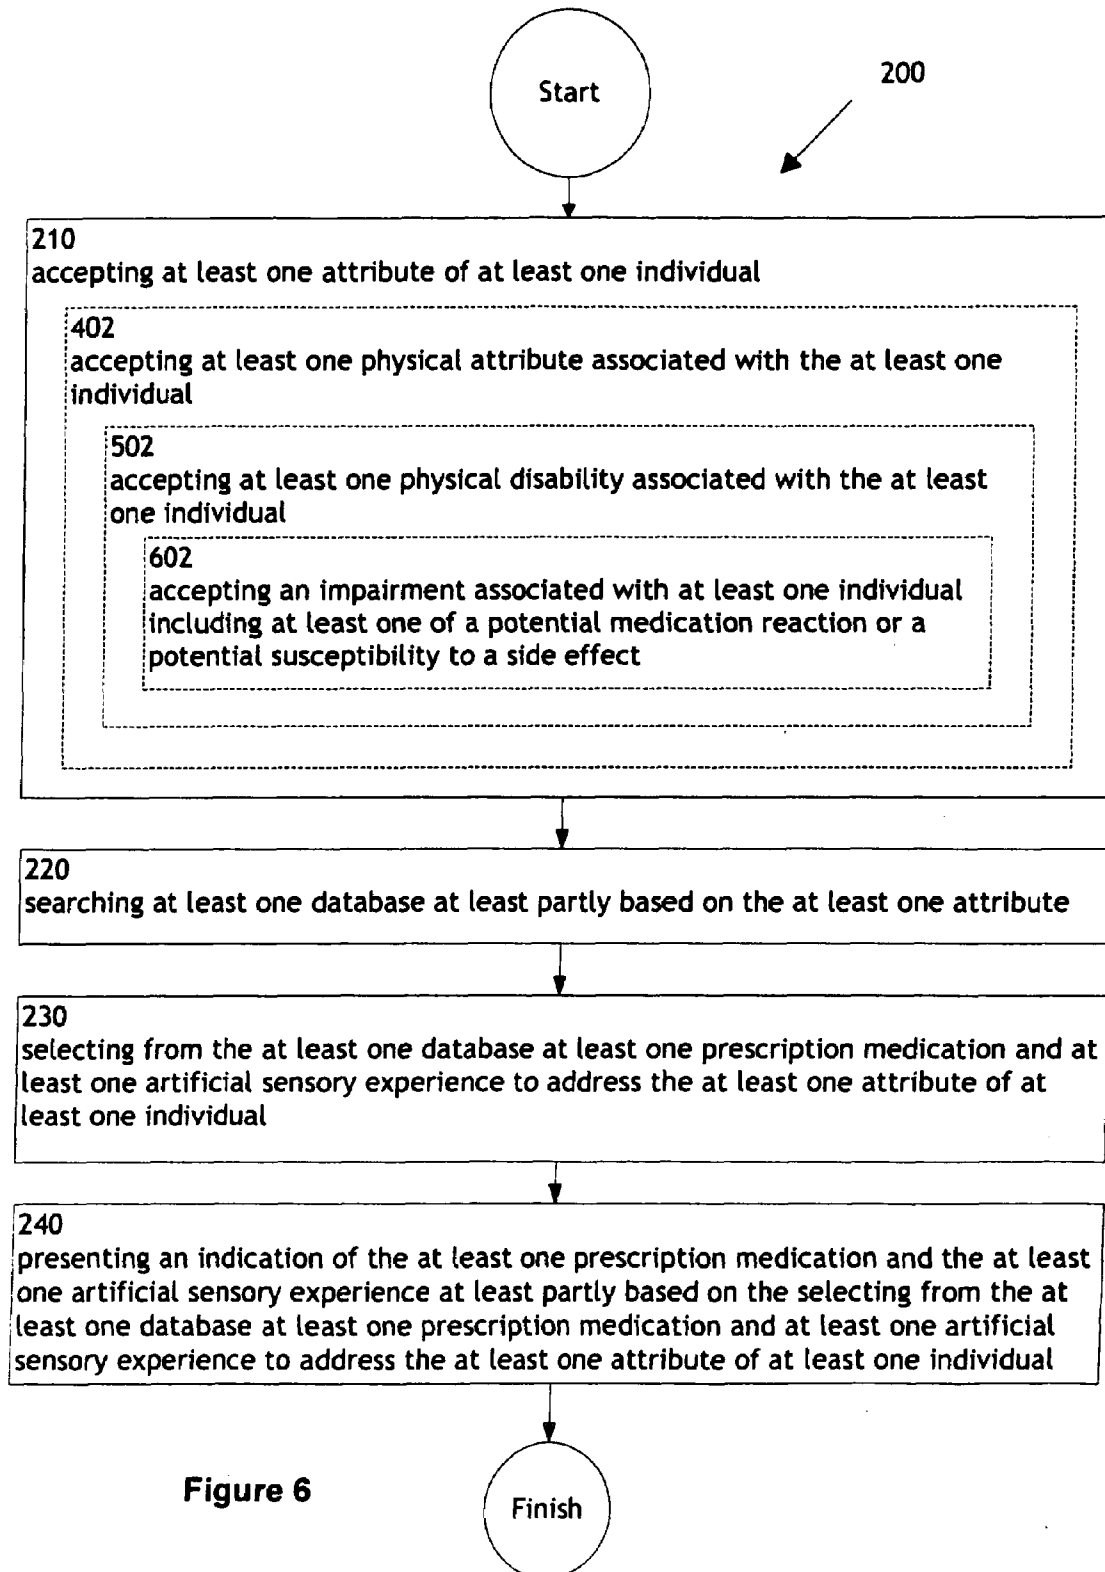 Start
200
210
accepting at least one attribute of at least one individual
402
accepting at least one physical attribute associated with the at least one
individual
502
accepting at least one physical disability associated with the at least
one individual
602
accepting an impairment associated with at least one individual
including at least one of a potential medication reaction or a
potential susceptibility to a side effect
220
searching at least one database at least partly based on the at least one attribute
230
selecting from the at least one database at least one prescription medication and at
least one artificial sensory experience to address the at least one attribute of at
least one individual
240
presenting an indication of the at least one prescription medication and the at least
one artificial sensory experience at least partly based on the selecting from the at
least one database at least one prescription medication and at least one artificial
sensory experience to address the at least one attribute of at least one individual
Figure 6
Finish